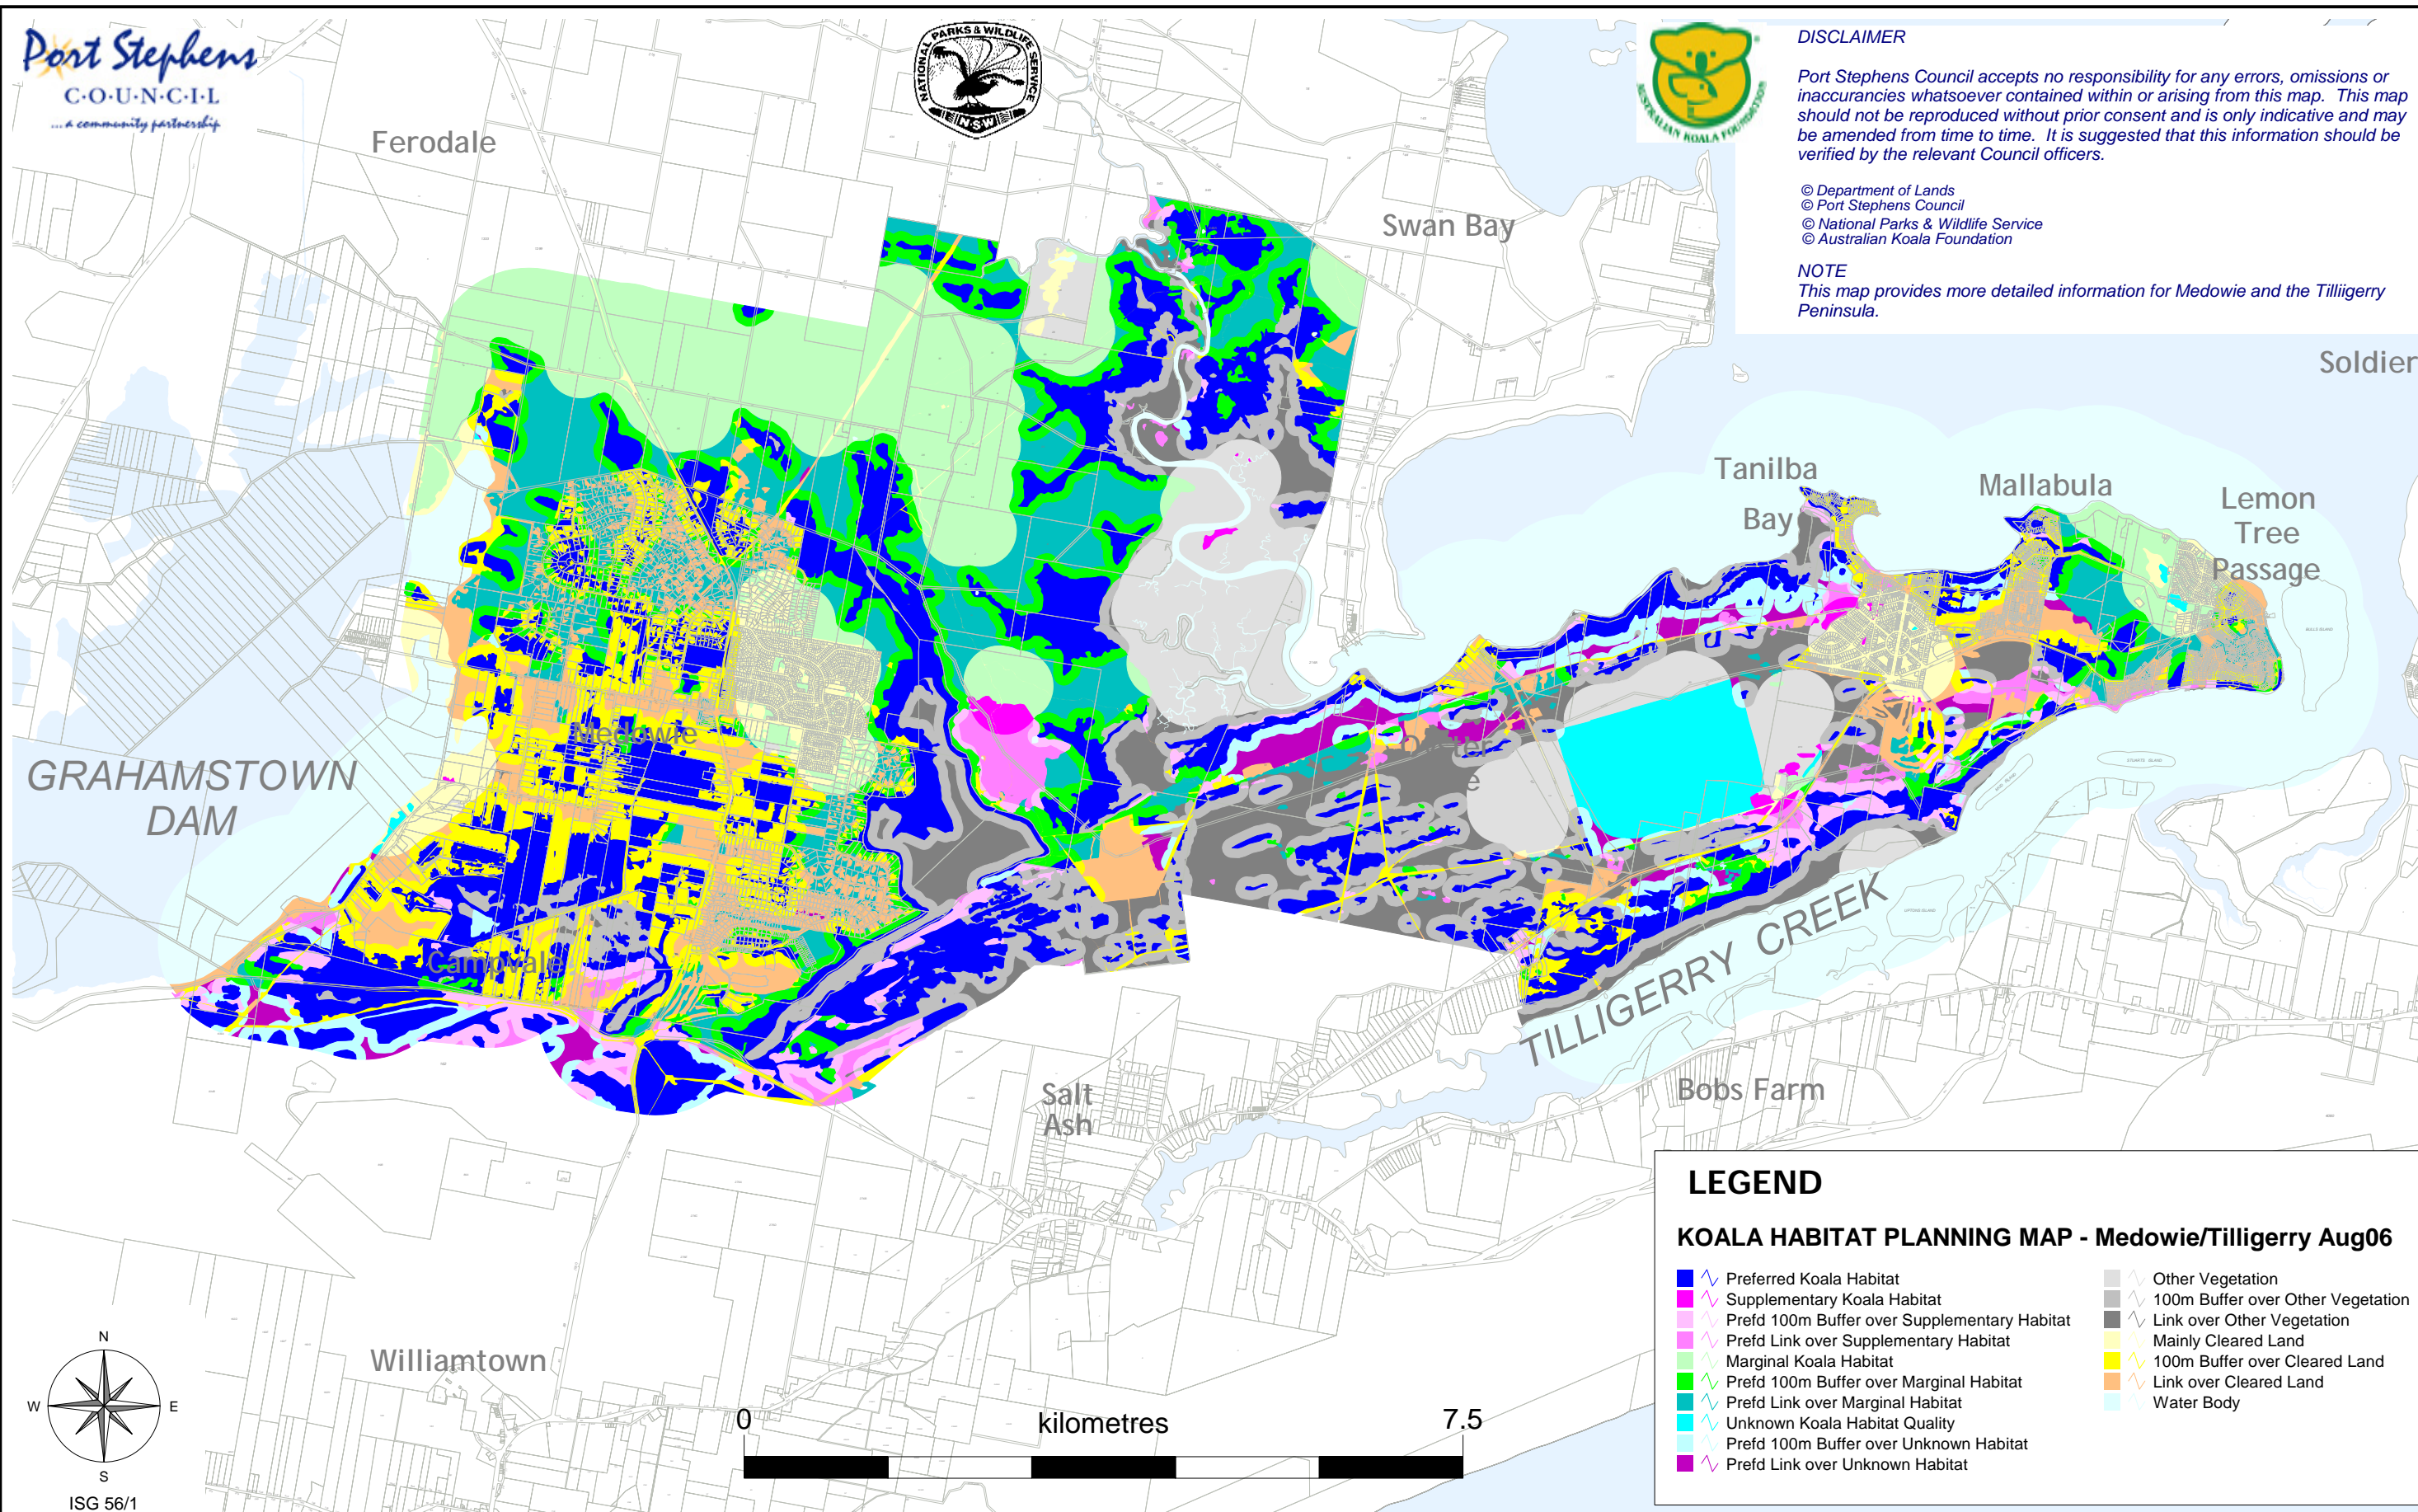 Port Stephens
C·O·U·N·C·I·L
... a community partnership
NATIONAL PARKS & WILDLIFE SERVICE
N·S·W
AUSTRALIAN KOALA FOUNDATION
DISCLAIMER
Port Stephens Council accepts no responsibility for any errors, omissions or
inaccurancies whatsoever contained within or arising from this map. This map
should not be reproduced without prior consent and is only indicative and may
be amended from time to time. It is suggested that this information should be
verified by the relevant Council officers.
© Department of Lands
© Port Stephens Council
© National Parks & Wildlife Service
© Australian Koala Foundation
NOTE
This map provides more detailed information for Medowie and the Tilliigerry
Peninsula.
Ferodale
Swan Bay
Soldier
Tanilba
Bay
Mallabula
Lemon
Tree
Passage
Medowie
GRAHAMSTOWN
DAM
Campvale
TILLIGERRY CREEK
Salt
Ash
Bobs Farm
Williamtown
N
W
E
S
ISG 56/1
0
kilometres
7.5
LEGEND
KOALA HABITAT PLANNING MAP - Medowie/Tilligerry Aug06
Preferred Koala Habitat
Supplementary Koala Habitat
Prefd 100m Buffer over Supplementary Habitat
Prefd Link over Supplementary Habitat
Marginal Koala Habitat
Prefd 100m Buffer over Marginal Habitat
Prefd Link over Marginal Habitat
Unknown Koala Habitat Quality
Prefd 100m Buffer over Unknown Habitat
Prefd Link over Unknown Habitat
Other Vegetation
100m Buffer over Other Vegetation
Link over Other Vegetation
Mainly Cleared Land
100m Buffer over Cleared Land
Link over Cleared Land
Water Body